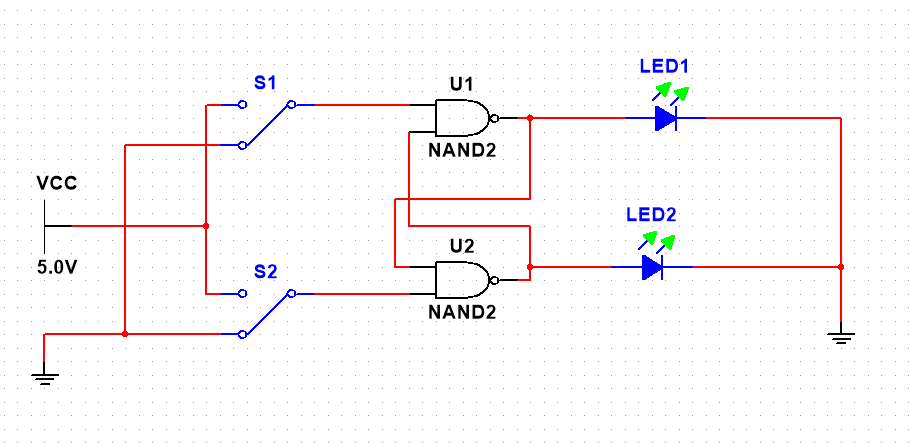 LED1
S1
U1
NAND2
VCC
LED2
U2
5.0V
S2
NAND2